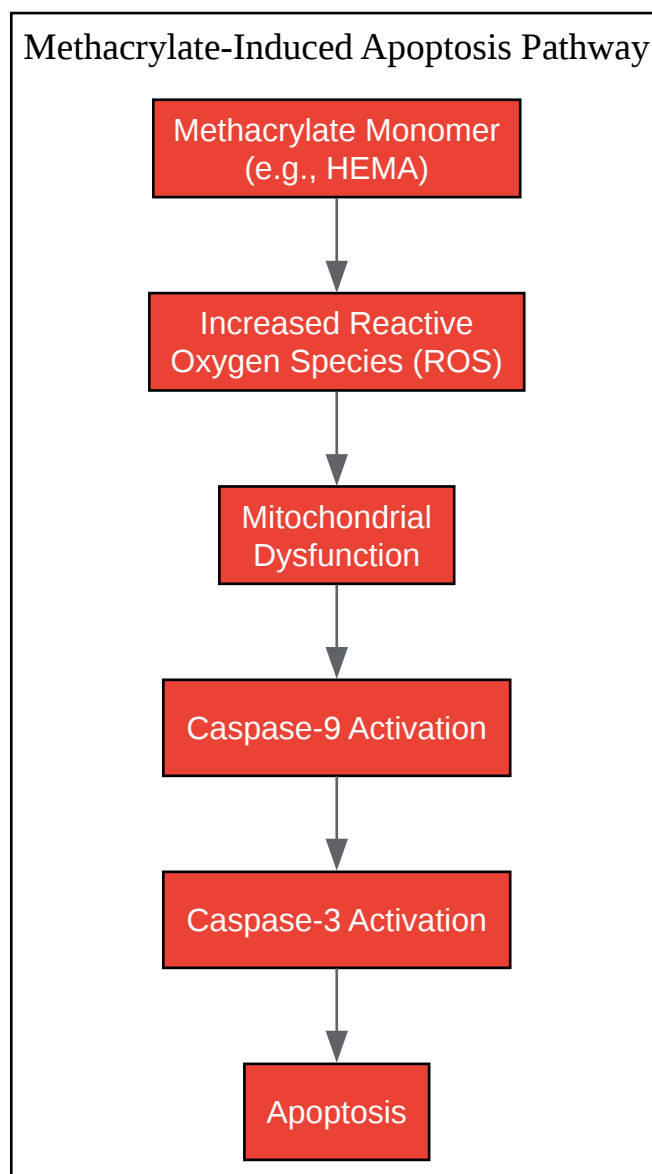 Methacrylate-Induced Apoptosis Pathway
Methacrylate Monomer
(e.g., HEMA)
Increased Reactive
Oxygen Species (ROS)
Mitochondrial
Dysfunction
Caspase-9 Activation
Caspase-3 Activation
Apoptosis